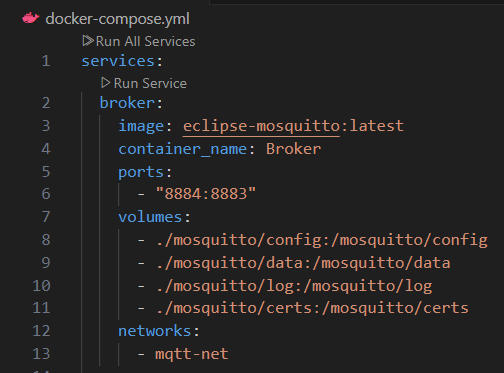 docker-compose.yml
Run All Services
1 services:
Run Service
2 broker:
3 image: eclipse-mosquitto:latest
4 container_name: Broker
5 ports:
6 - "8884:8883"
7 volumes:
8 - ./mosquitto/config:/mosquitto/config
9 - ./mosquitto/data:/mosquitto/data
10 - ./mosquitto/log:/mosquitto/log
11 - ./mosquitto/certs:/mosquitto/certs
12 networks:
13 - mqtt-net